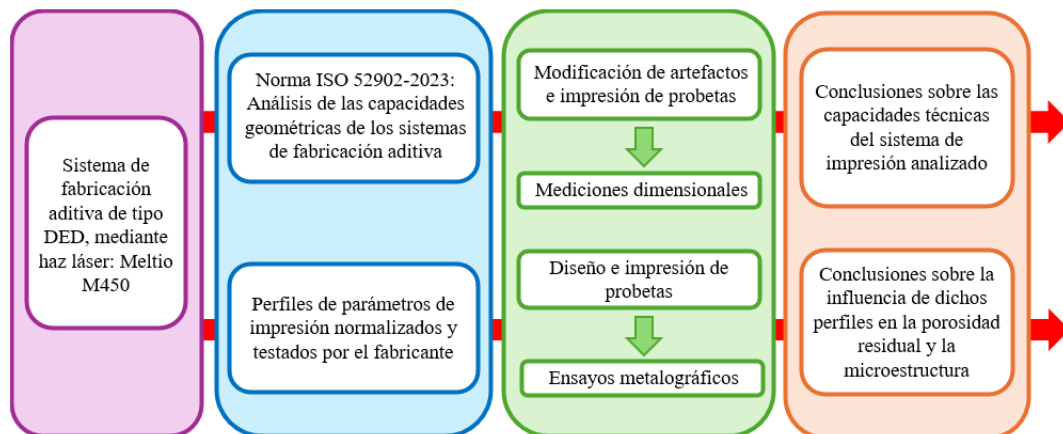 Sistema de
fabricación
aditiva de tipo
DED, mediante
haz láser: Meltio
M450
Norma ISO 52902-2023:
Análisis de las capacidades
geométricas de los sistemas
de fabricación aditiva
Perfiles de parámetros de
impresión normalizados y
testados por el fabricante
Modificación de artefactos
e impresión de probetas
Mediciones dimensionales
Diseño e impresión de
probetas
Ensayos metalográficos
Conclusiones sobre las
capacidades técnicas
del sistema de
impresión analizado
Conclusiones sobre la
influencia de dichos
perfiles en la porosidad
residual y la
microestructura